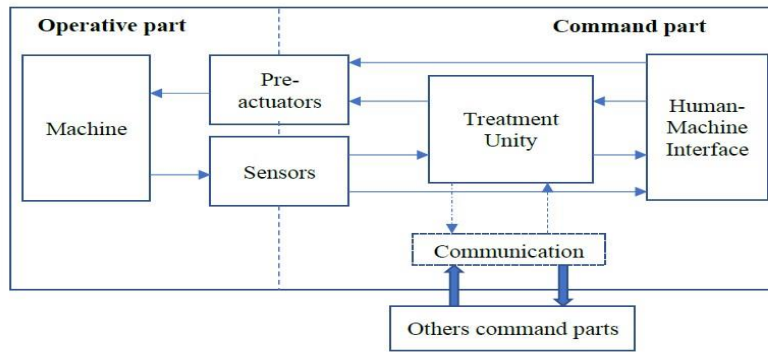 Operative part
Command part
Machine
Pre-
actuators
Sensors
Treatment
Unity
Human-
Machine
Interface
Communication
Others command parts